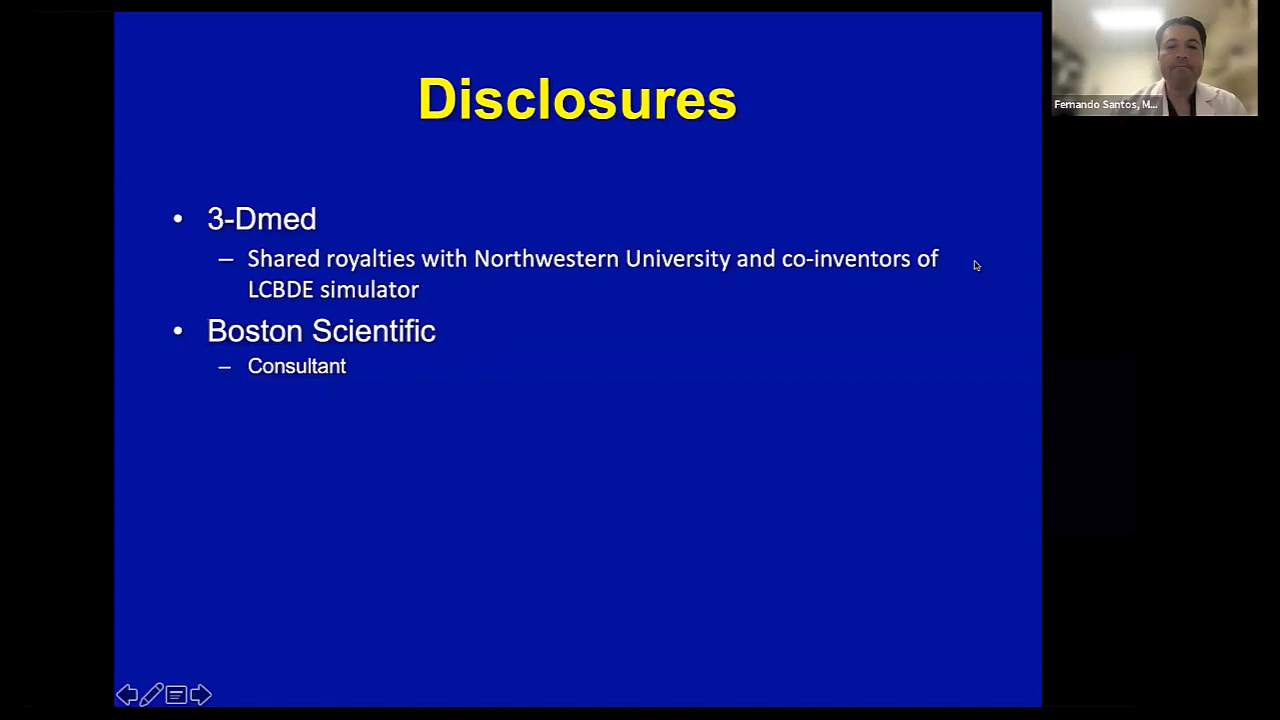 Disclosures
Fernando Santos, M...
• 3-Dmed
– Shared royalties with Northwestern University and co-inventors of
LCBDE simulator
• Boston Scientific
– Consultant